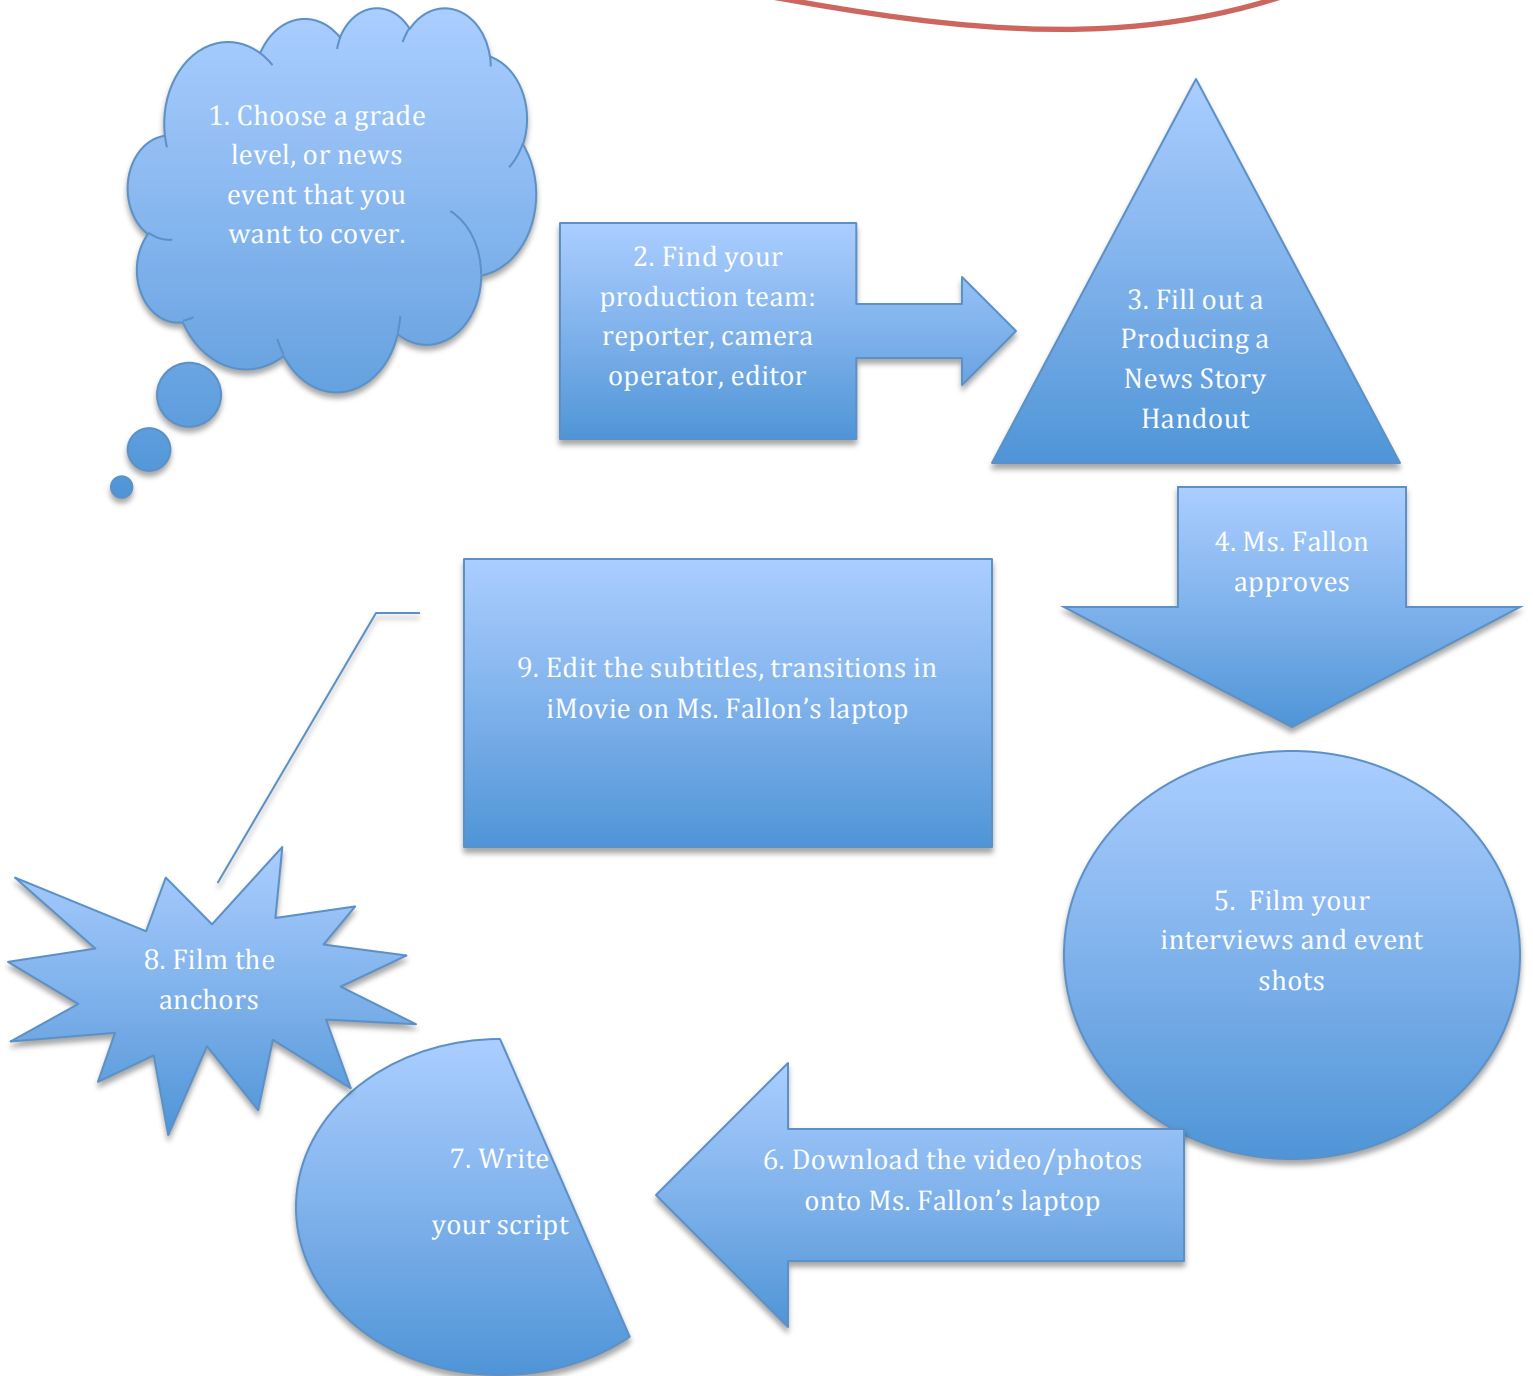 1. Choose a grade
level, or news
event that you
want to cover.
2. Find your
production team:
reporter, camera
operator, editor
3. Fill out a
Producing a
News Story
Handout
4. Ms. Fallon
approves
5.  Film your
interviews and event
shots
6. Download the video/photos
onto Ms. Fallon’s laptop
7. Write
your script
8. Film the
anchors
9. Edit the subtitles, transitions in
iMovie on Ms. Fallon’s laptop